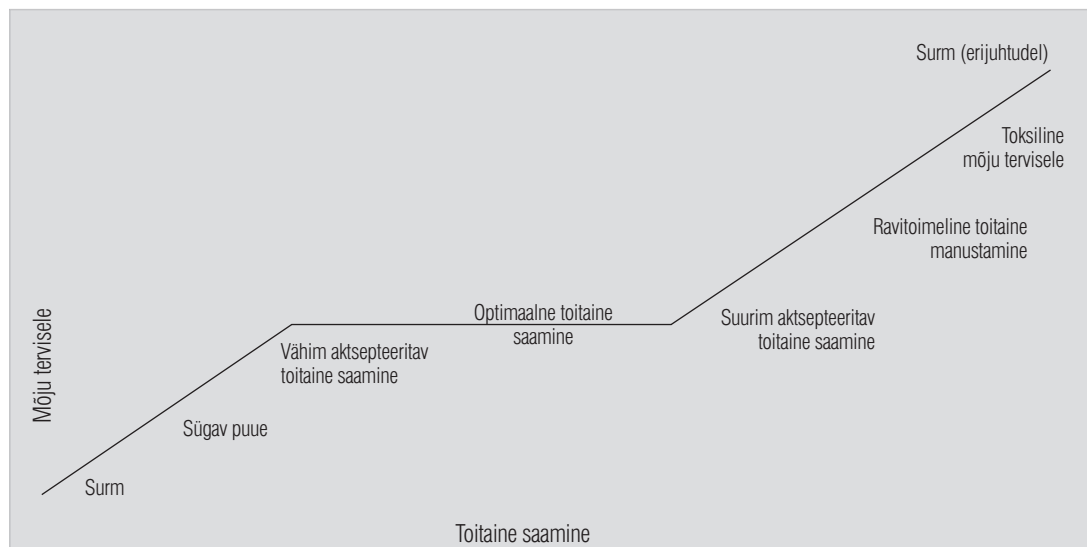 Surm (erijuhtudel)
Toksiline
mõju tervisele
Ravitoimeline toitaine
manustamine
Optimaalne toitaine
saamine
Suurim aktsepteeritav
toitaine saamine
Vähim aktsepteeritav
toitaine saamine
Mõju tervisele
Sügav puue
Surm
Toitaine saamine